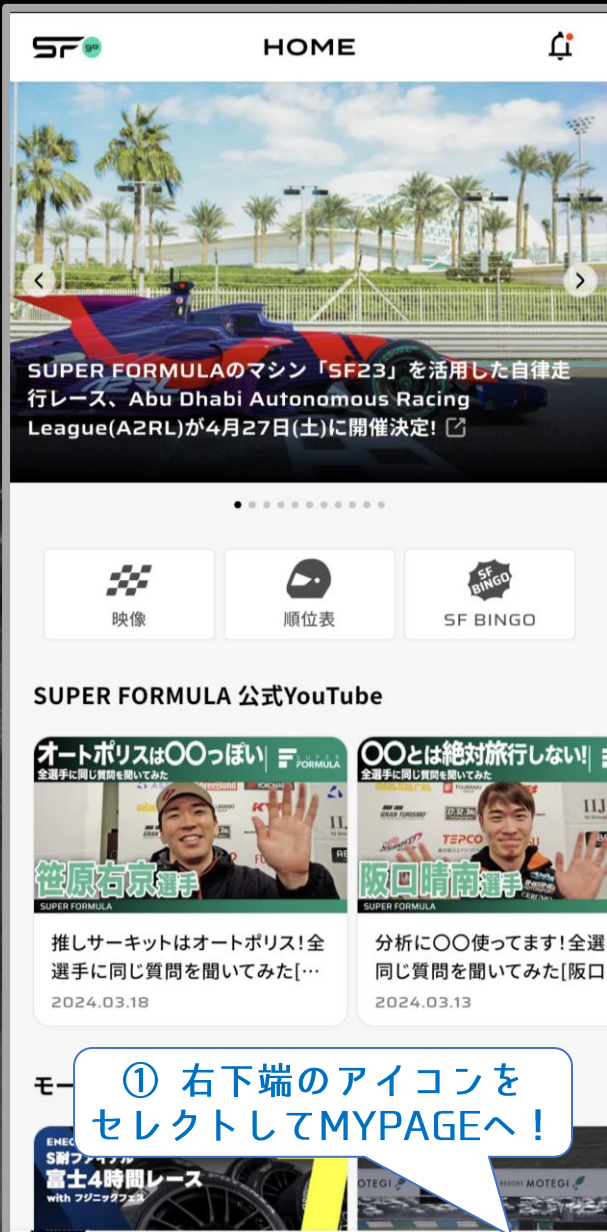 SFgo
HOME
SUPER FORMULAのマシン「SF23」を活用した自律走
行レース、Abu Dhabi Autonomous Racing
League(A2RL)が4月27日(土)に開催決定!
映像
順位表
SF BINGO
SF BINGO
SUPER FORMULA 公式YouTube
オートポリスは〇〇っぽい
全選手に同じ質問を聞いてみた
SUPER FORMULA
笹原右京選手
SUPER FORMULA
〇〇とは絶対旅行しない!
全選手に同じ質問を聞いてみた
GRAN TURISMO
TEPCO
阪口晴南選手
SUPER FORMULA
推しサーキットはオートポリス!全
選手に同じ質問を聞いてみた[…
2024.03.18
分析に〇〇使ってます!全選
同じ質問を聞いてみた[阪口
2024.03.13
モー
① 右下端のアイコンを
セレクトしてMYPAGEへ!
ENEO
S耐ファイナル
富士4時間レース
with フジニックフェス
RESORT MOTEGI